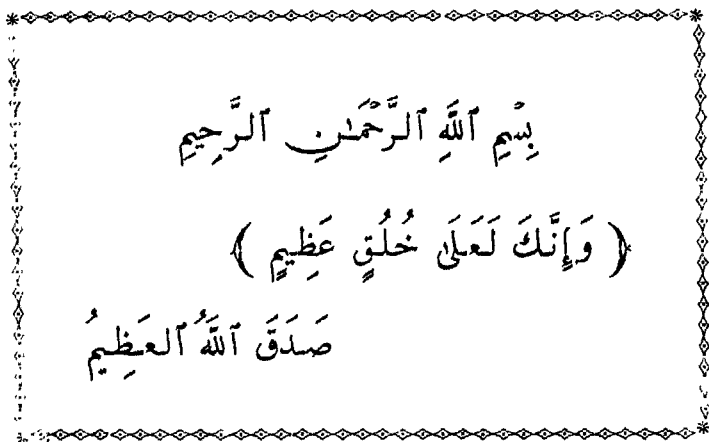 بِسْمِ ٱللَّهِ ٱلرَّحْمَـٰنِ ٱلرَّحِيمِ
﴿ وَإِنَّكَ لَعَلَىٰ خُلُقٍ عَظِيمٍ ﴾
صَدَقَ ٱللَّهُ ٱلعَظِيمُ